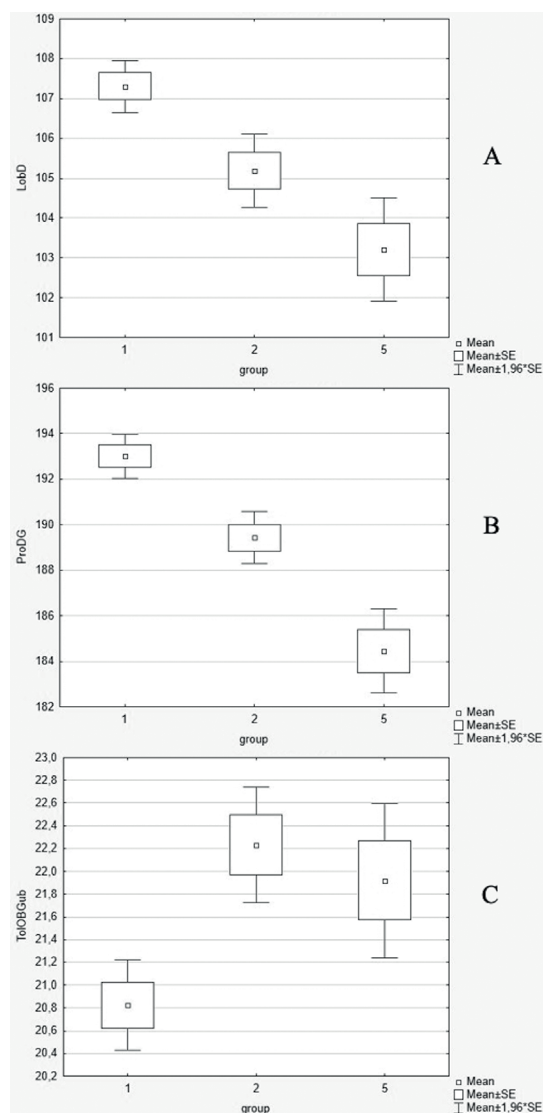 109
108
107
106
105
104
103
102
101
LobD
A
1 2 5
group
Mean
Mean±SE
Mean±1,96*SE
196
194
192
190
188
186
184
182
ProDG
B
1 2 5
group
Mean
Mean±SE
Mean±1,96*SE
23,0
22,8
22,6
22,4
22,2
22,0
21,8
21,6
21,4
21,2
21,0
20,8
20,6
20,4
20,2
TolOBGub
C
1 2 5
group
Mean
Mean±SE
Mean±1,96*SE